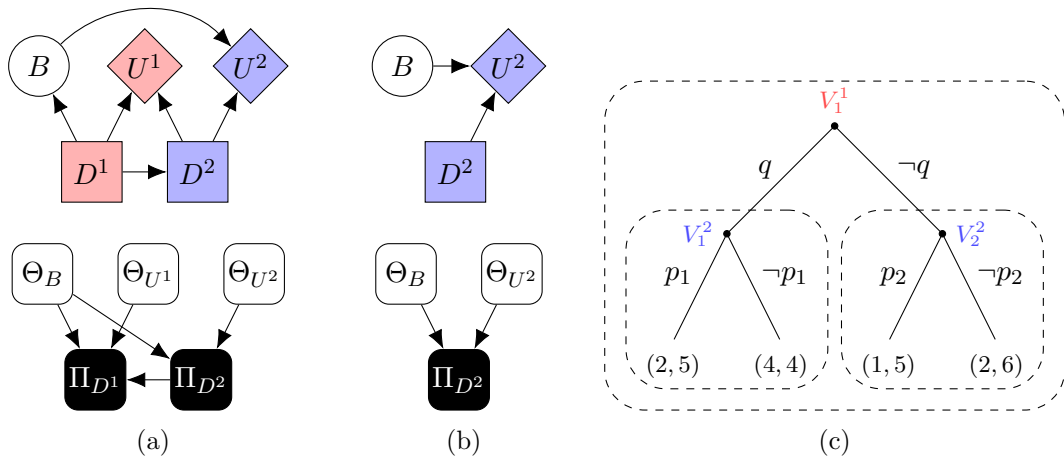 B U¹ U²
D¹ D²
Θ_B Θ_{U¹} Θ_{U²}
Π_{D¹} Π_{D²}
(a)
B U²
D²
Θ_B Θ_{U²}
Π_{D²}
(b)
V₁¹
q ¬q
V₁² V₂²
p₁ ¬p₁ p₂ ¬p₂
(2, 5) (4, 4) (1, 5) (2, 6)
(c)